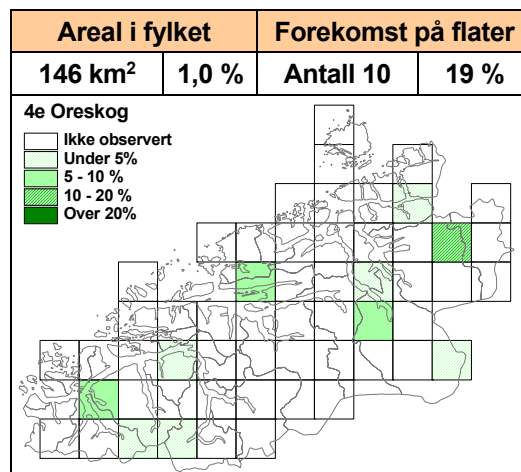 Areal i fylket Forekomst på flater
146 km² 1,0 % Antall 10 19 %
4e Oreskog
Ikke observert
Under 5%
5 - 10 %
10 - 20 %
Over 20%